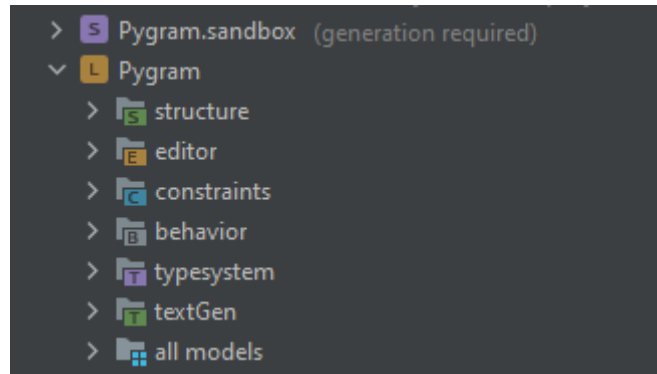 S Pygram.sandbox (generation required)
L Pygram
S structure
E editor
C constraints
B behavior
T typesystem
T textGen
all models